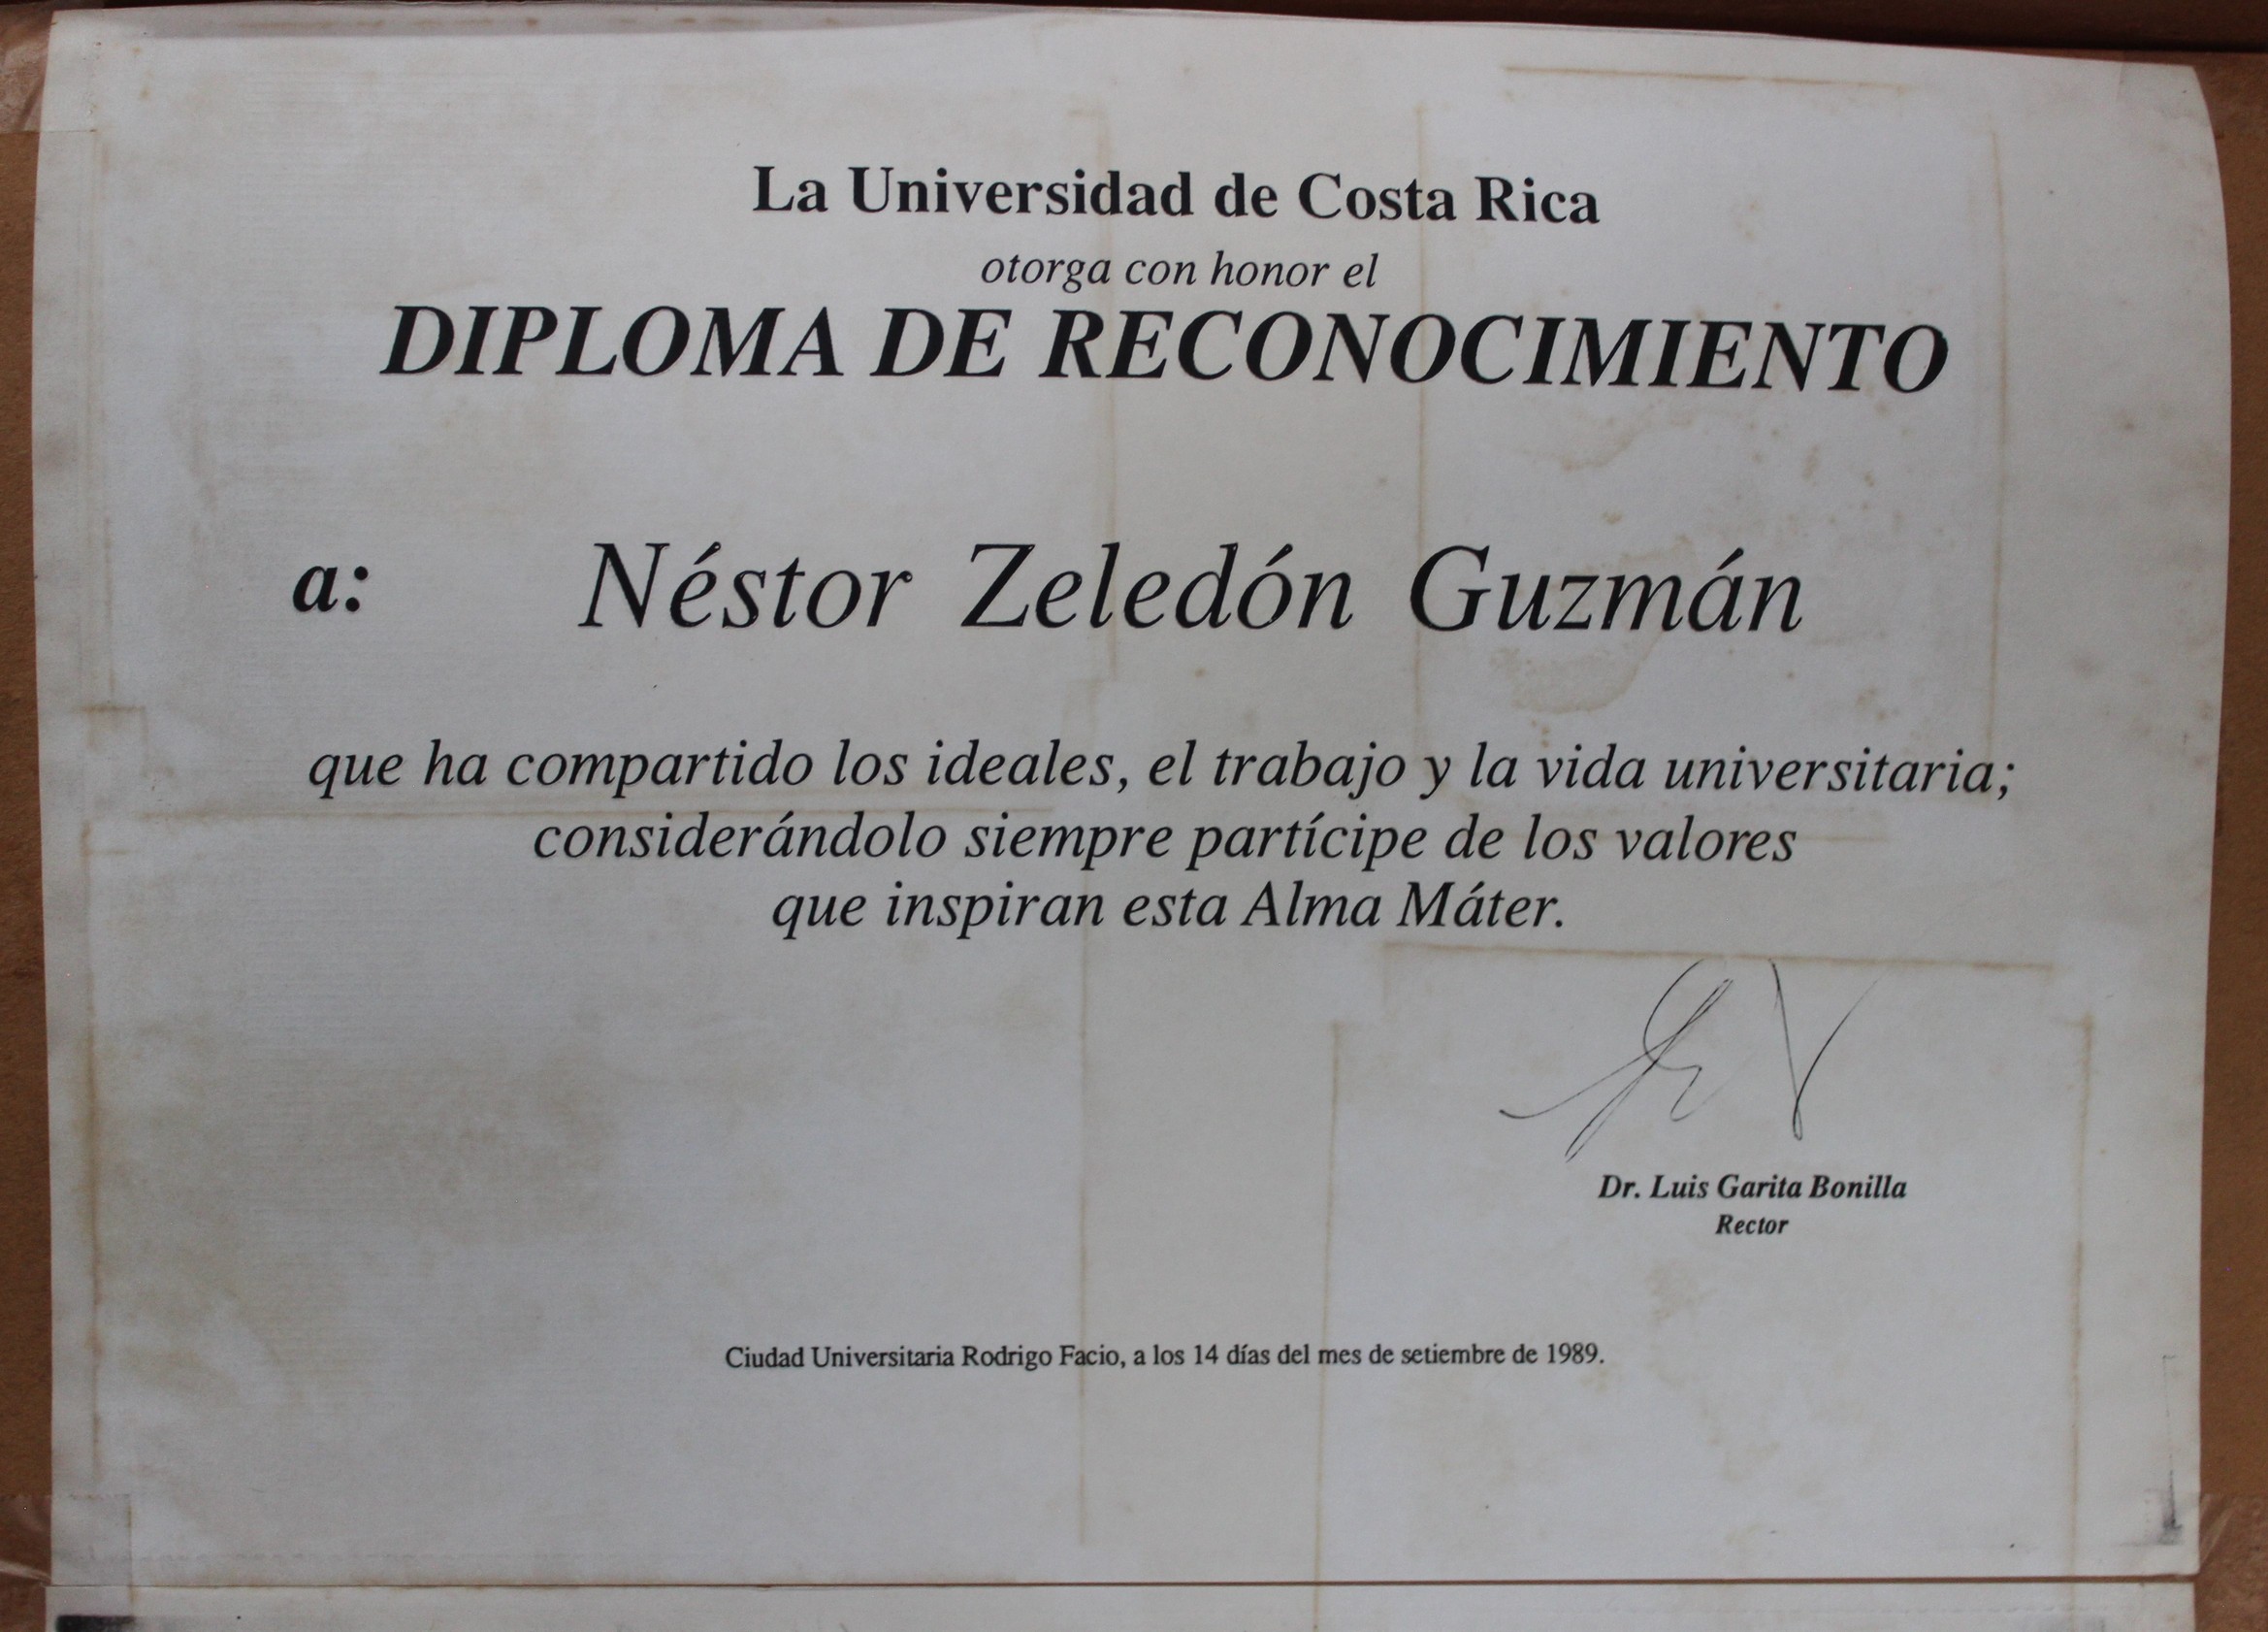 La Universidad de Costa Rica
otorga con honor el
DIPLOMA DE RECONOCIMIENTO
a: Néstor Zeledón Guzmán
que ha compartido los ideales, el trabajo y la vida universitaria;
considerándolo siempre partícipe de los valores
que inspiran esta Alma Máter.
Dr. Luis Garita Bonilla
Rector
Ciudad Universitaria Rodrigo Facio, a los 14 días del mes de setiembre de 1989.